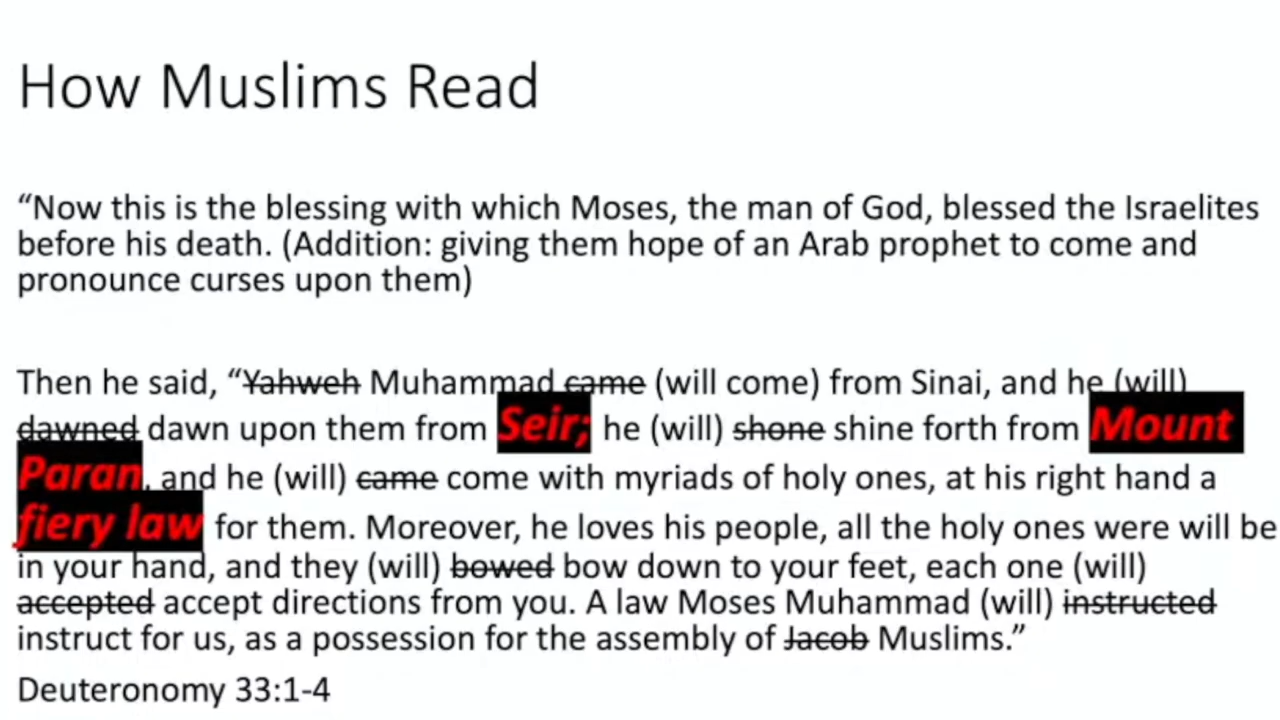 How Muslims Read
“Now this is the blessing with which Moses, the man of God, blessed the Israelites
before his death. (Addition: giving them hope of an Arab prophet to come and
pronounce curses upon them)
Then he said, “Yahweh Muhammad came (will come) from Sinai, and he (will)
dawned dawn upon them from Seir; he (will) shone shine forth from Mount
Paran, and he (will) came come with myriads of holy ones, at his right hand a
fiery law for them. Moreover, he loves his people, all the holy ones were will be
in your hand, and they (will) bowed bow down to your feet, each one (will)
accepted accept directions from you. A law Moses Muhammad (will) instructed
instruct for us, as a possession for the assembly of Jacob Muslims.”
Deuteronomy 33:1-4